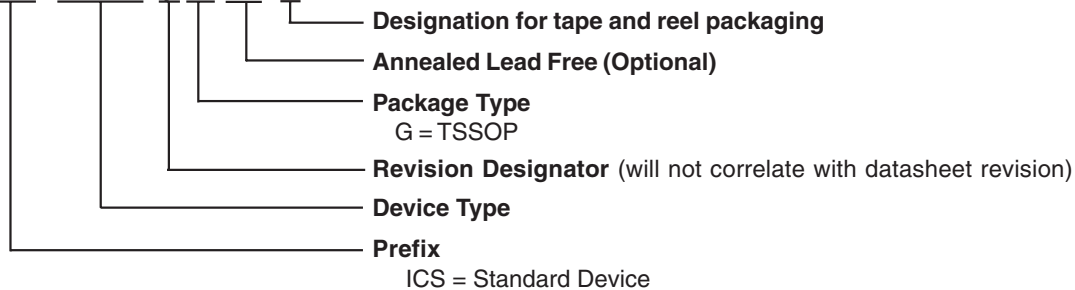 Designation for tape and reel packaging
Annealed Lead Free (Optional)
Package Type
G = TSSOP
Revision Designator (will not correlate with datasheet revision)
Device Type
Prefix
ICS = Standard Device